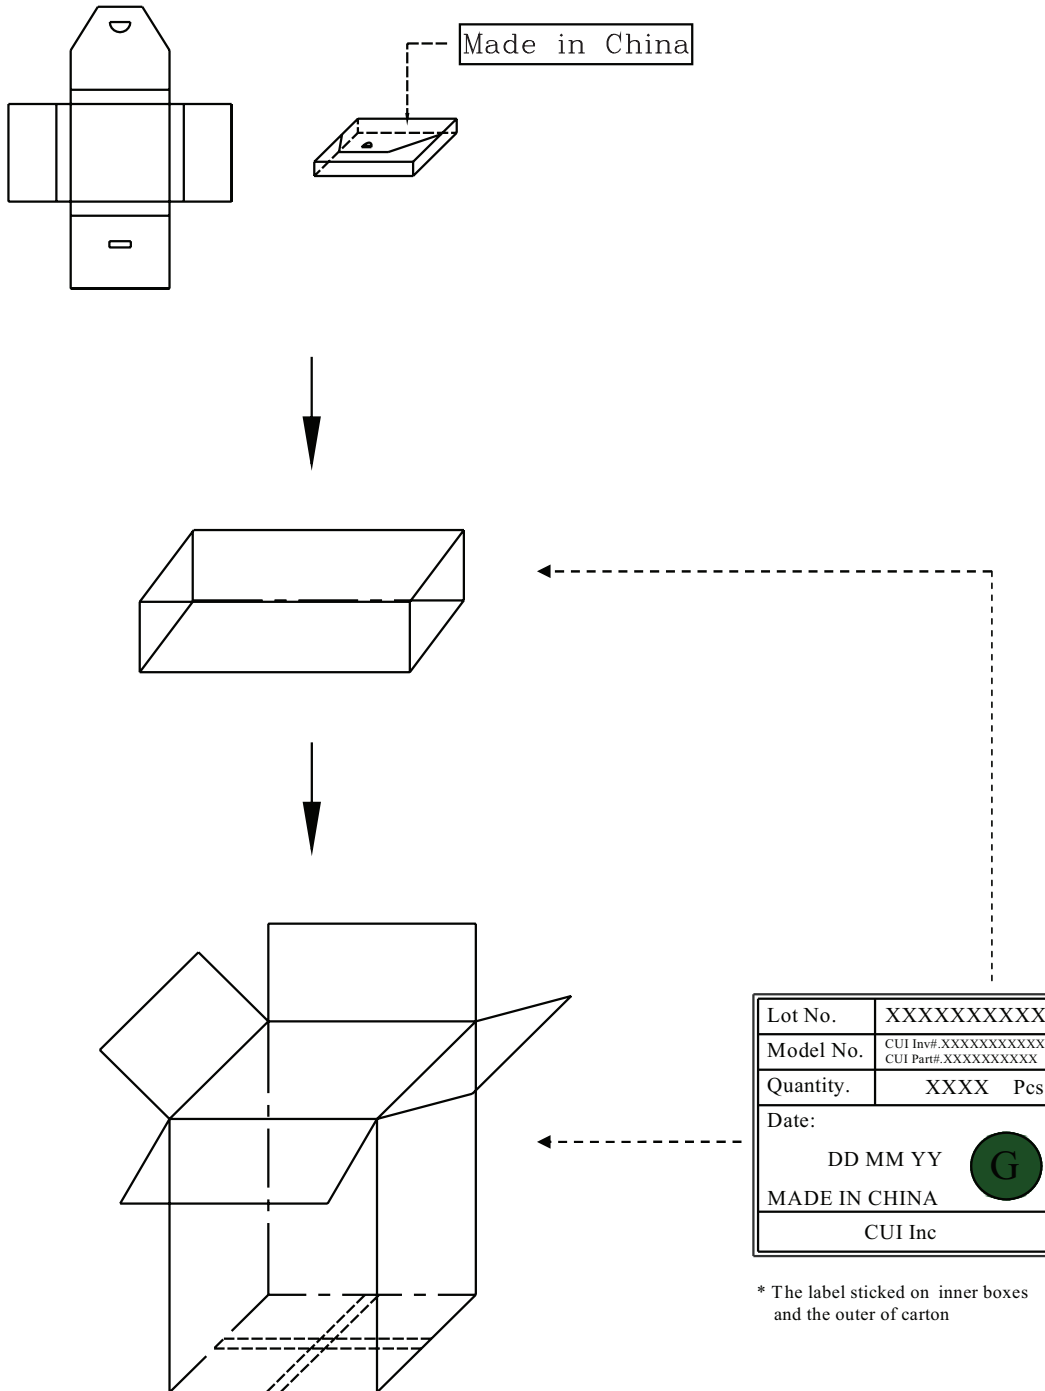 Made in China
Lot No. XXXXXXXXXX
Model No. CUI Inv#.XXXXXXXXXXX
CUI Part#.XXXXXXXXXX
Quantity. XXXX Pcs
Date:
DD MM YY
G
MADE IN CHINA
CUI Inc
* The label sticked on inner boxes
and the outer of carton